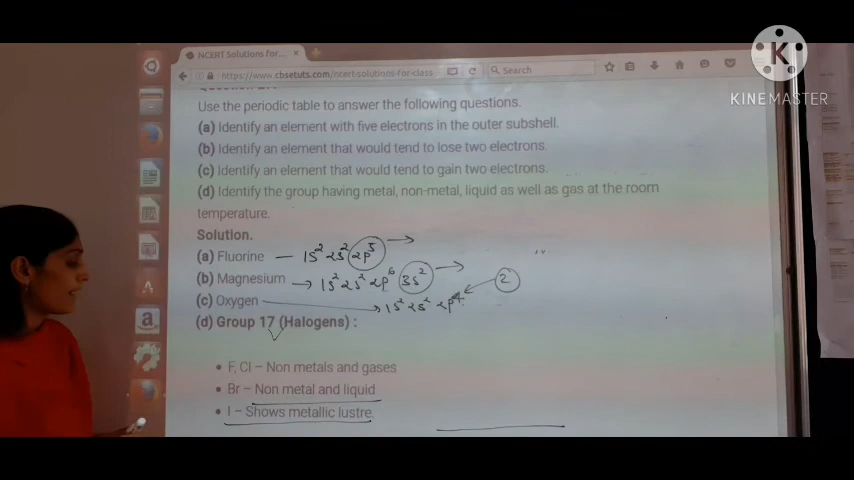 NCERT Solutions for...
https://www.cbsetuts.com/ncert-solutions-for-class
Search
K
KINEMASTER
Use the periodic table to answer the following questions.
(a) Identify an element with five electrons in the outer subshell.
(b) Identify an element that would tend to lose two electrons.
(c) Identify an element that would tend to gain two electrons.
(d) Identify the group having metal, non-metal, liquid as well as gas at the room
temperature.
Solution.
(a) Fluorine — 1s² 2s² 2p⁵ →
(b) Magnesium → 1s² 2s² 2p⁶ 3s² → 2
(c) Oxygen → 1s² 2s² 2p⁴
(d) Group 17 (Halogens) :
• F, Cl – Non metals and gases
• Br – Non metal and liquid
• I – Shows metallic lustre.
a